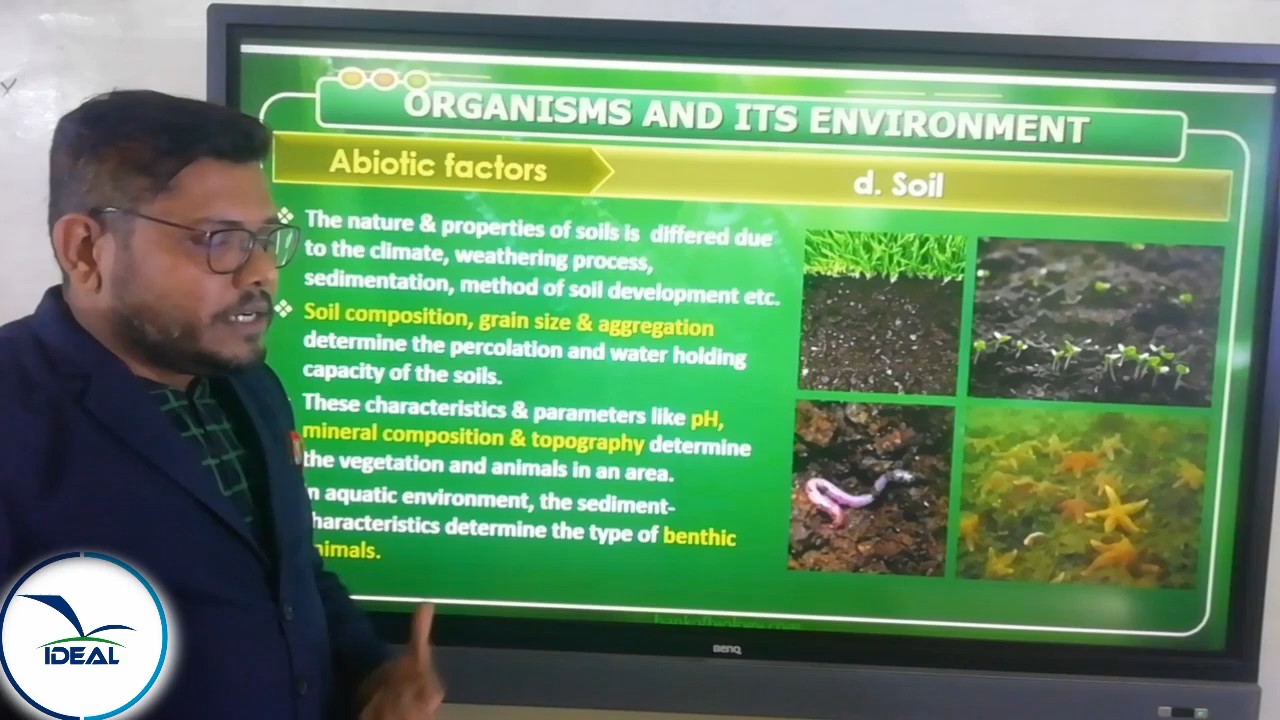 ORGANISMS AND ITS ENVIRONMENT
Abiotic factors
d. Soil
The nature & properties of soils is differed due
to the climate, weathering process,
sedimentation, method of soil development etc.
Soil composition, grain size & aggregation
determine the percolation and water holding
capacity of the soils.
These characteristics & parameters like pH,
mineral composition & topography determine
the vegetation and animals in an area.
n aquatic environment, the sediment-
haracteristics determine the type of benthic
nimals.
BenQ
IDEAL